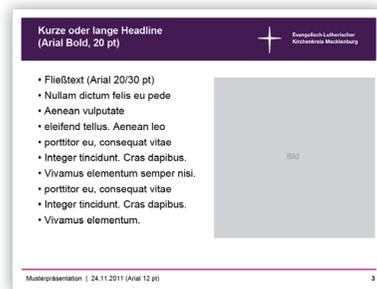 Kurze oder lange Headline
(Arial Bold, 20 pt)
Evangelisch-Lutherischer
Kirchenkreis Mecklenburg
• Fließtext (Arial 20/30 pt)
• Nullam dictum felis eu pede
• Aenean vulputate
• eleifend tellus. Aenean leo
• porttitor eu, consequat vitae
• Integer tincidunt. Cras dapibus.
• Vivamus elementum semper nisi.
• porttitor eu, consequat vitae
• Integer tincidunt. Cras dapibus.
• Vivamus elementum.
Bild
Musterpräsentation | 24.11.2011 (Arial 12 pt)
3